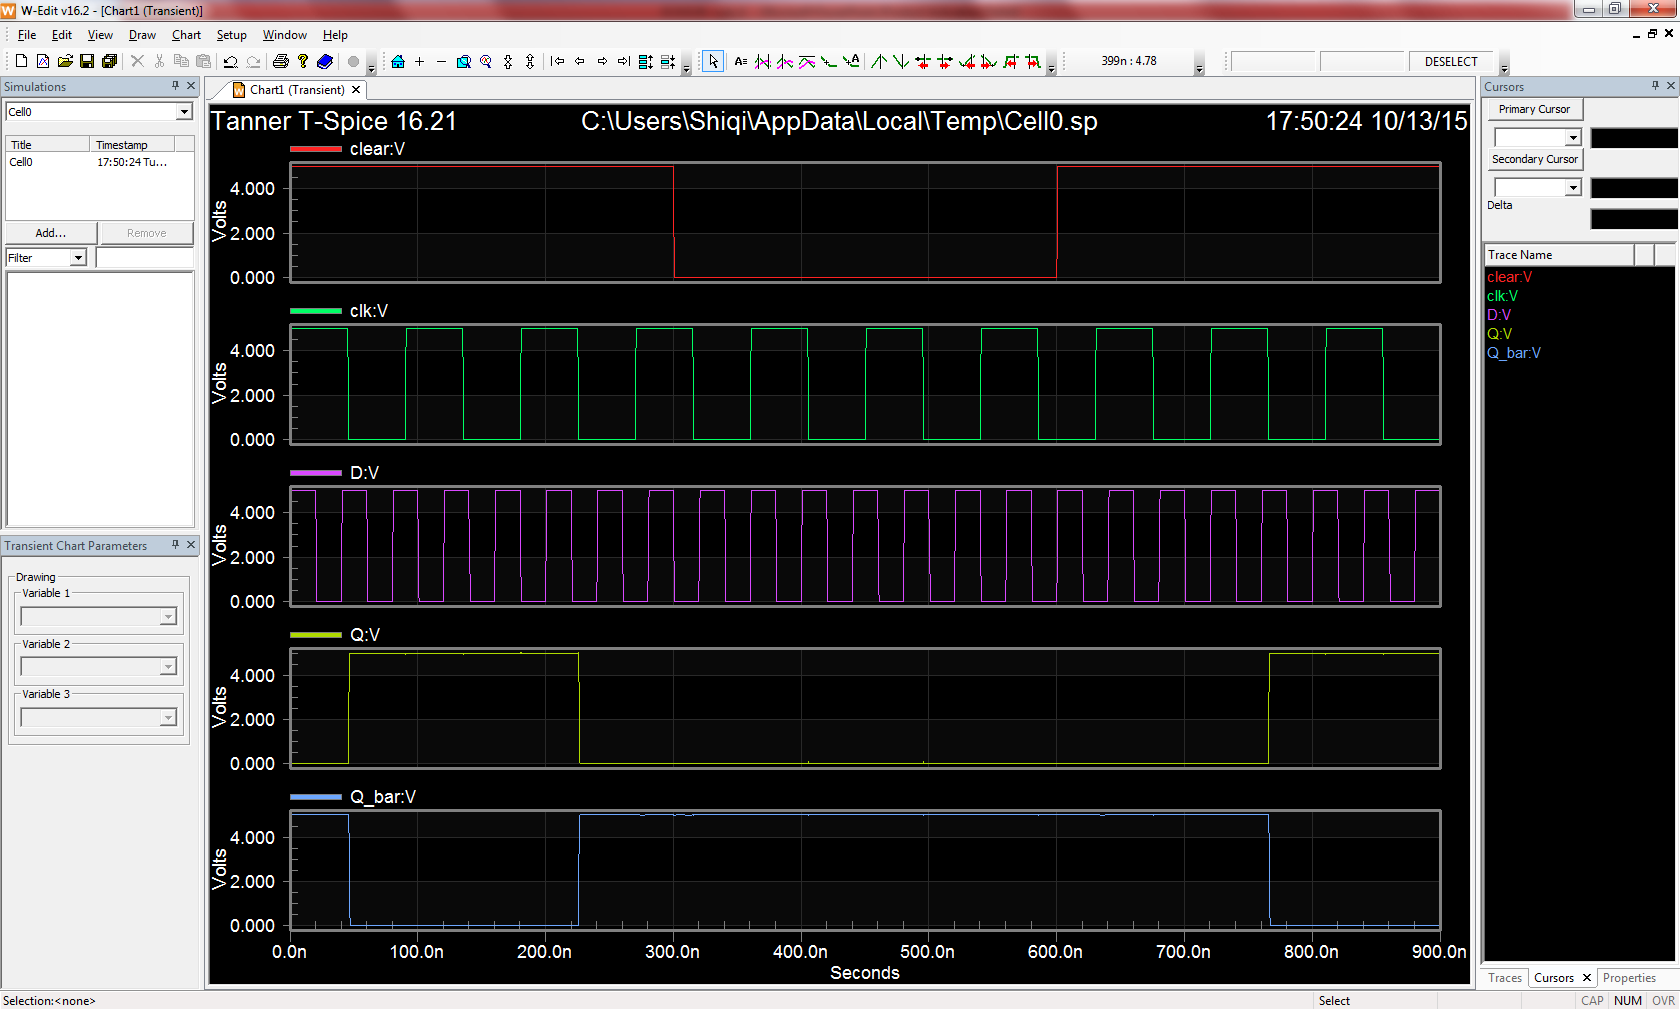 W-Edit v16.2 - [Chart1 (Transient)]
File Edit View Draw Chart Setup Window Help
399n : 4.78
DESELECT
Simulations
Cell0
Title Timestamp
Cell0 17:50:24 Tu...
Add... Remove
Filter
Transient Chart Parameters
Drawing
Variable 1
Variable 2
Variable 3
Chart1 (Transient)
Tanner T-Spice 16.21 C:\Users\Shiqi\AppData\Local\Temp\Cell0.sp 17:50:24 10/13/15
clear:V
4.000
2.000
0.000
Volts
clk:V
4.000
2.000
0.000
Volts
D:V
4.000
2.000
0.000
Volts
Q:V
4.000
2.000
0.000
Volts
Q_bar:V
4.000
2.000
0.000
Volts
0.0n 100.0n 200.0n 300.0n 400.0n 500.0n 600.0n 700.0n 800.0n 900.0n
Seconds
Cursors
Primary Cursor
Secondary Cursor
Delta
Trace Name
clear:V
clk:V
D:V
Q:V
Q_bar:V
Traces Cursors Properties
Selection:<none> Select CAP NUM OVR